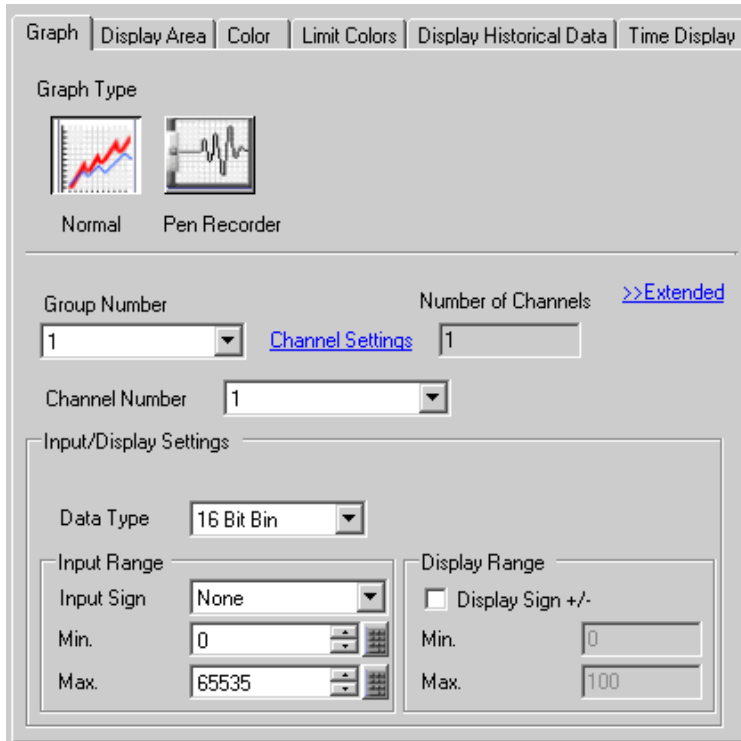 Graph Display Area Color Limit Colors Display Historical Data Time Display
Graph Type
Normal Pen Recorder
Group Number Number of Channels >>Extended
1 Channel Settings 1
Channel Number 1
Input/Display Settings
Data Type 16 Bit Bin
Input Range Display Range
Input Sign None Display Sign +/-
Min. 0 Min. 0
Max. 65535 Max. 100